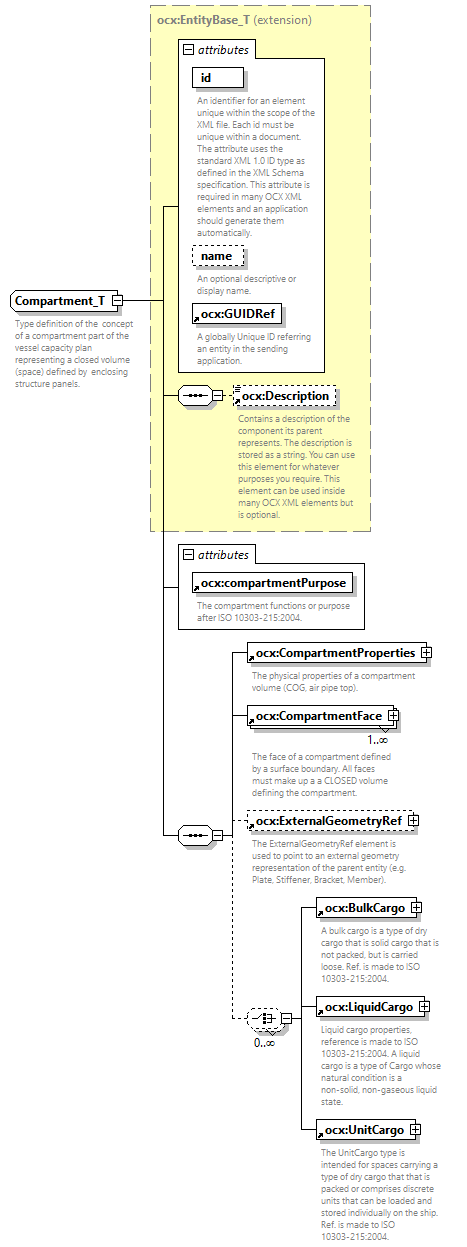 ocx:EntityBase_T (extension)
attributes
id
An identifier for an element
unique within the scope of the
XML file. Each id must be
unique within a document.
The attribute uses the
standard XML 1.0 ID type as
defined in the XML Schema
specification. This attribute is
required in many OCX XML
elements and an application
should generate them
automatically.
name
An optional descriptive or
display name.
ocx:GUIDRef
A globally Unique ID referring
an entity in the sending
application.
Compartment_T
Type definition of the concept
of a compartment part of the
vessel capacity plan
representing a closed volume
(space) defined by enclosing
structure panels.
ocx:Description
Contains a description of the
component its parent
represents. The description is
stored as a string. You can use
this element for whatever
purposes you require. This
element can be used inside
many OCX XML elements but
is optional.
attributes
ocx:compartmentPurpose
The compartment functions or purpose
after ISO 10303-215:2004.
ocx:CompartmentProperties
The physical properties of a compartment
volume (COG, air pipe top).
ocx:CompartmentFace
1..∞
The face of a compartment defined
by a surface boundary. All faces
must make up a a CLOSED volume
defining the compartment.
ocx:ExternalGeometryRef
The ExternalGeometryRef element is
used to point to an external geometry
representation of the parent entity (e.g.
Plate, Stiffener, Bracket, Member).
ocx:BulkCargo
A bulk cargo is a type of dry
cargo that is solid cargo that is
not packed, but is carried
loose. Ref. is made to ISO
10303-215:2004.
ocx:LiquidCargo
Liquid cargo properties,
reference is made to ISO
10303-215:2004. A liquid
cargo is a type of Cargo whose
natural condition is a
non-solid, non-gaseous liquid
state.
0..∞
ocx:UnitCargo
The UnitCargo type is
intended for spaces carrying a
type of dry cargo that that is
packed or comprises discrete
units that can be loaded and
stored individually on the ship.
Ref. is made to ISO
10303-215:2004.